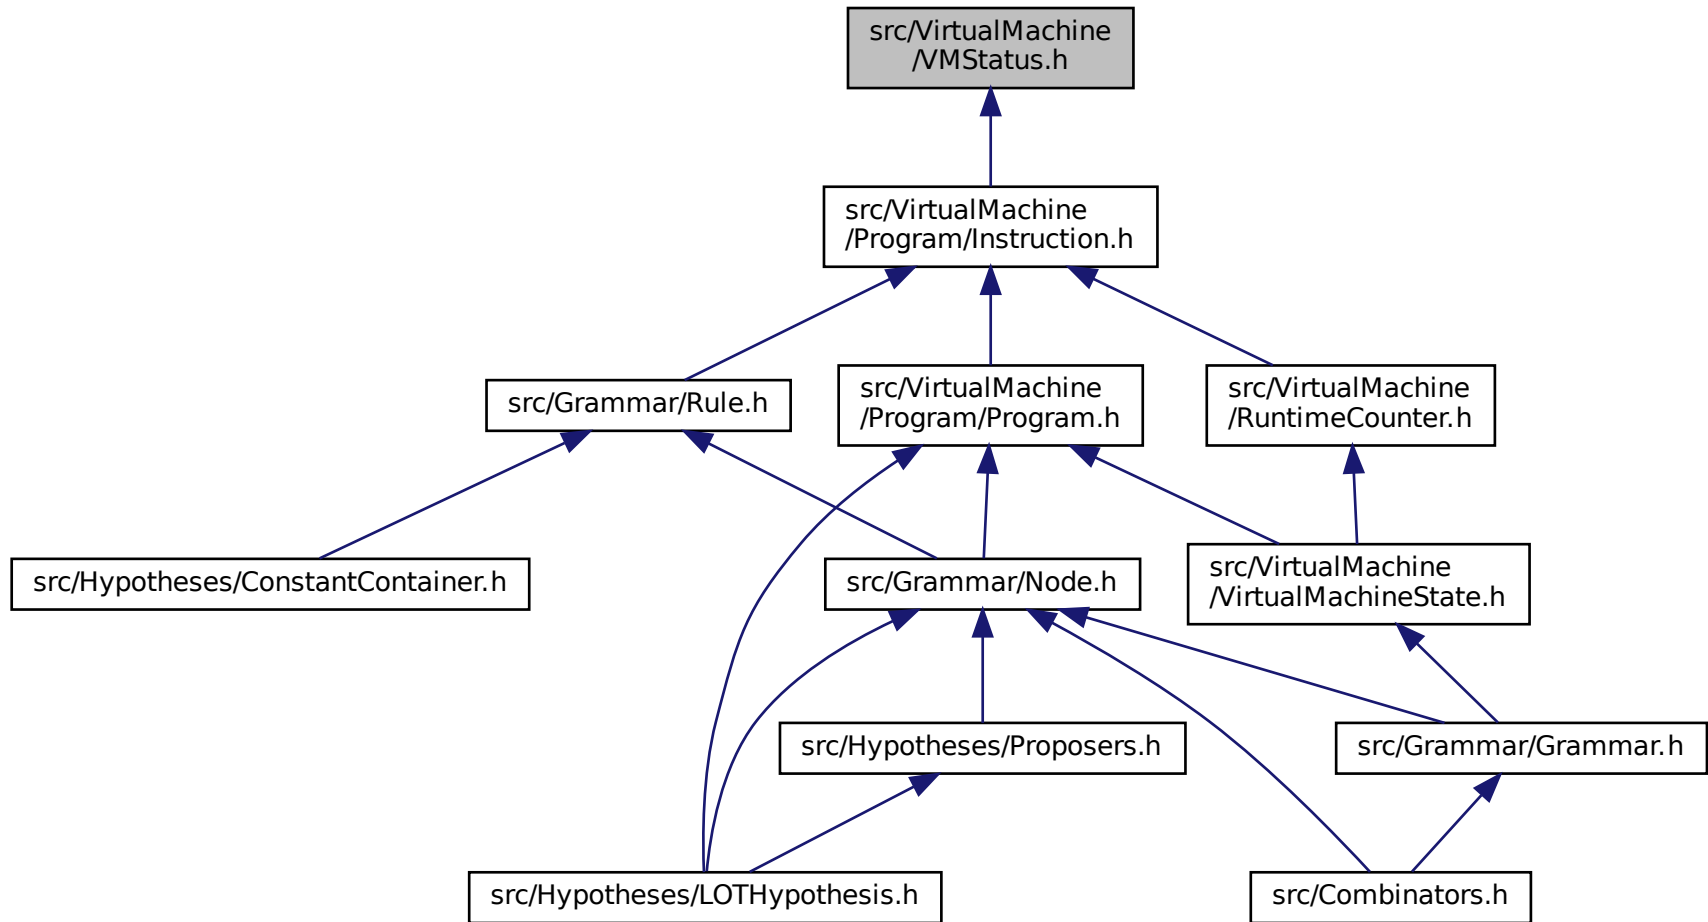 src/VirtualMachine
/VMStatus.h
src/VirtualMachine
/Program/Instruction.h
src/Grammar/Rule.h
src/VirtualMachine
/Program/Program.h
src/VirtualMachine
/RuntimeCounter.h
src/Hypotheses/ConstantContainer.h
src/Grammar/Node.h
src/VirtualMachine
/VirtualMachineState.h
src/Hypotheses/Proposers.h
src/Grammar/Grammar.h
src/Hypotheses/LOTHypothesis.h
src/Combinators.h